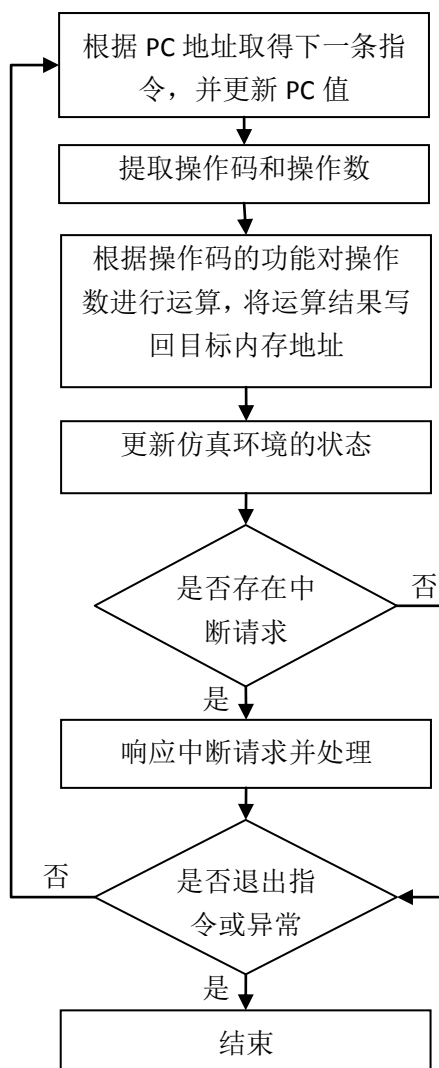 根据 PC 地址取得下一条指
令，并更新 PC 值
提取操作码和操作数
根据操作码的功能对操作
数进行运算，将运算结果写
回目标内存地址
更新仿真环境的状态
是否存在中
断请求
否
是
响应中断请求并处理
否
是否退出指
令或异常
是
结束